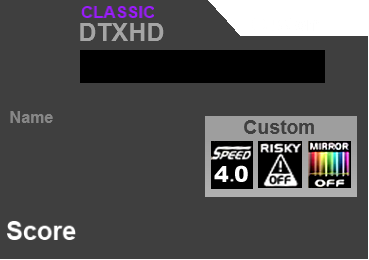 CLASSIC
DTXHD
Name
Custom
SPEED RISKY MIRROR
4.0 OFF OFF
Score